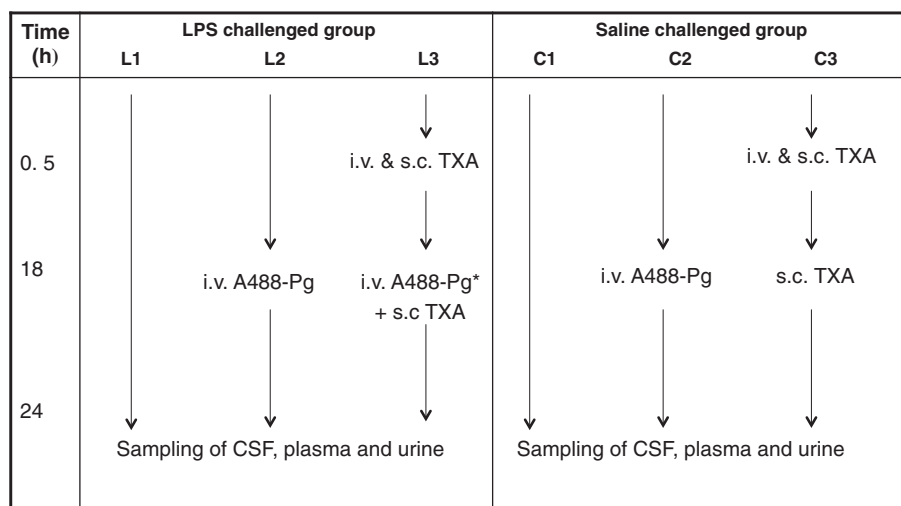 Time (h)
LPS challenged group
Saline challenged group
L1 L2 L3 C1 C2 C3
0. 5
i.v. & s.c. TXA
i.v. & s.c. TXA
18
i.v. A488-Pg
i.v. A488-Pg*
+ s.c TXA
i.v. A488-Pg
s.c. TXA
24
Sampling of CSF, plasma and urine
Sampling of CSF, plasma and urine